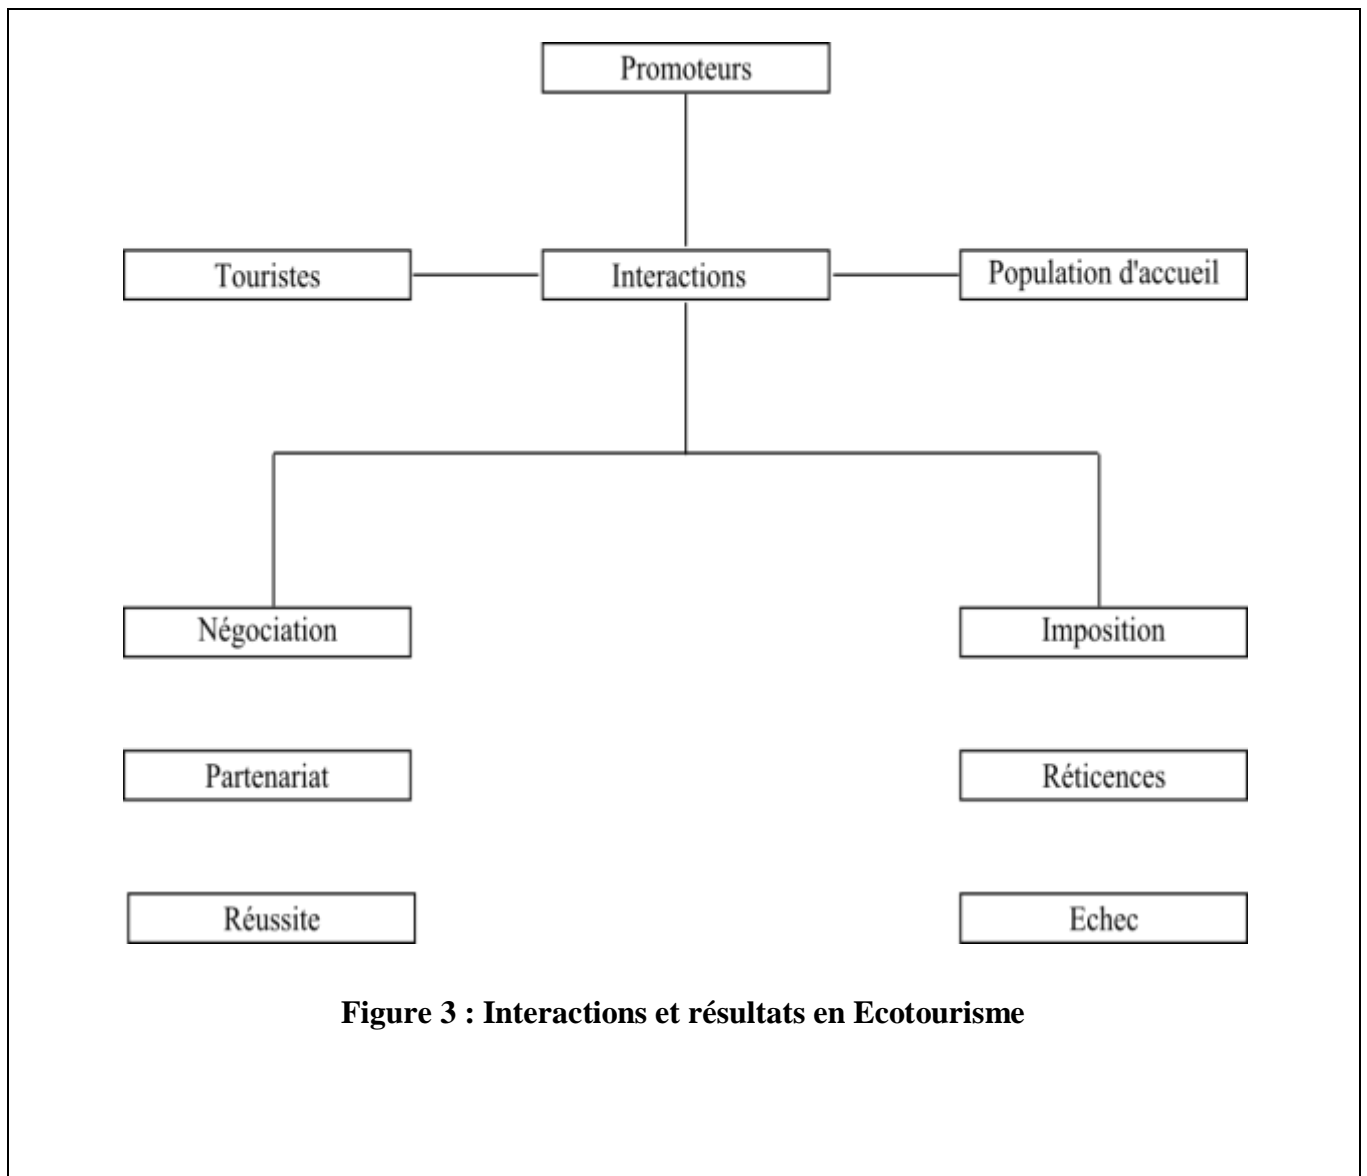 Promoteurs
Touristes
Interactions
Population d'accueil
Négociation
Imposition
Partenariat
Réticences
Réussite
Echec
Figure 3 : Interactions et résultats en Ecotourisme